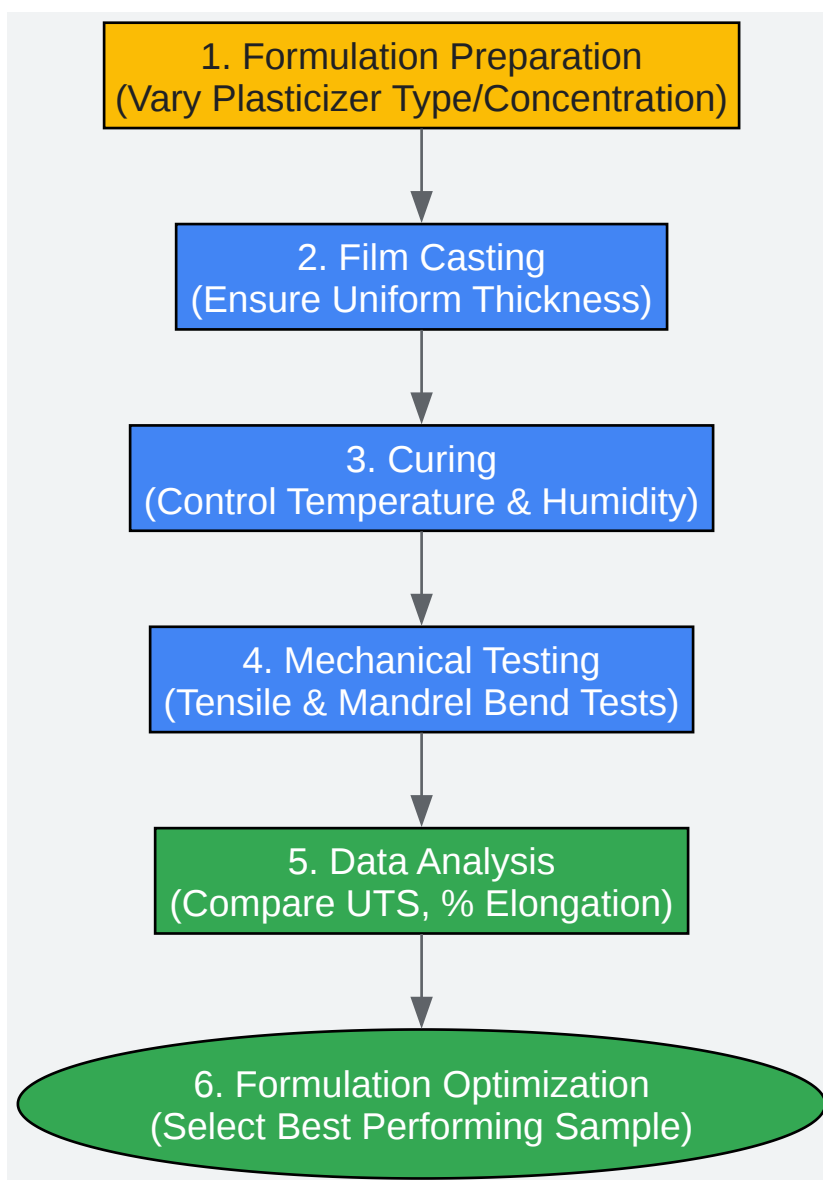 1. Formulation Preparation
(Vary Plasticizer Type/Concentration)
2. Film Casting
(Ensure Uniform Thickness)
3. Curing
(Control Temperature & Humidity)
4. Mechanical Testing
(Tensile & Mandrel Bend Tests)
5. Data Analysis
(Compare UTS, % Elongation)
6. Formulation Optimization
(Select Best Performing Sample)